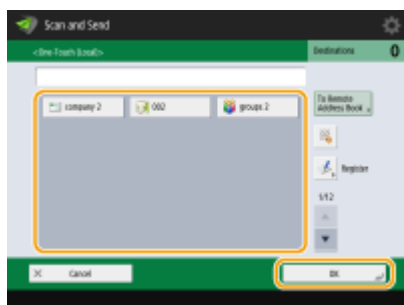 Scan and Send
<One-Touch (Local)>
Destinations 0
company 2
002
groups 2
To Remote
Address Book
Register
1/12
Cancel
OK